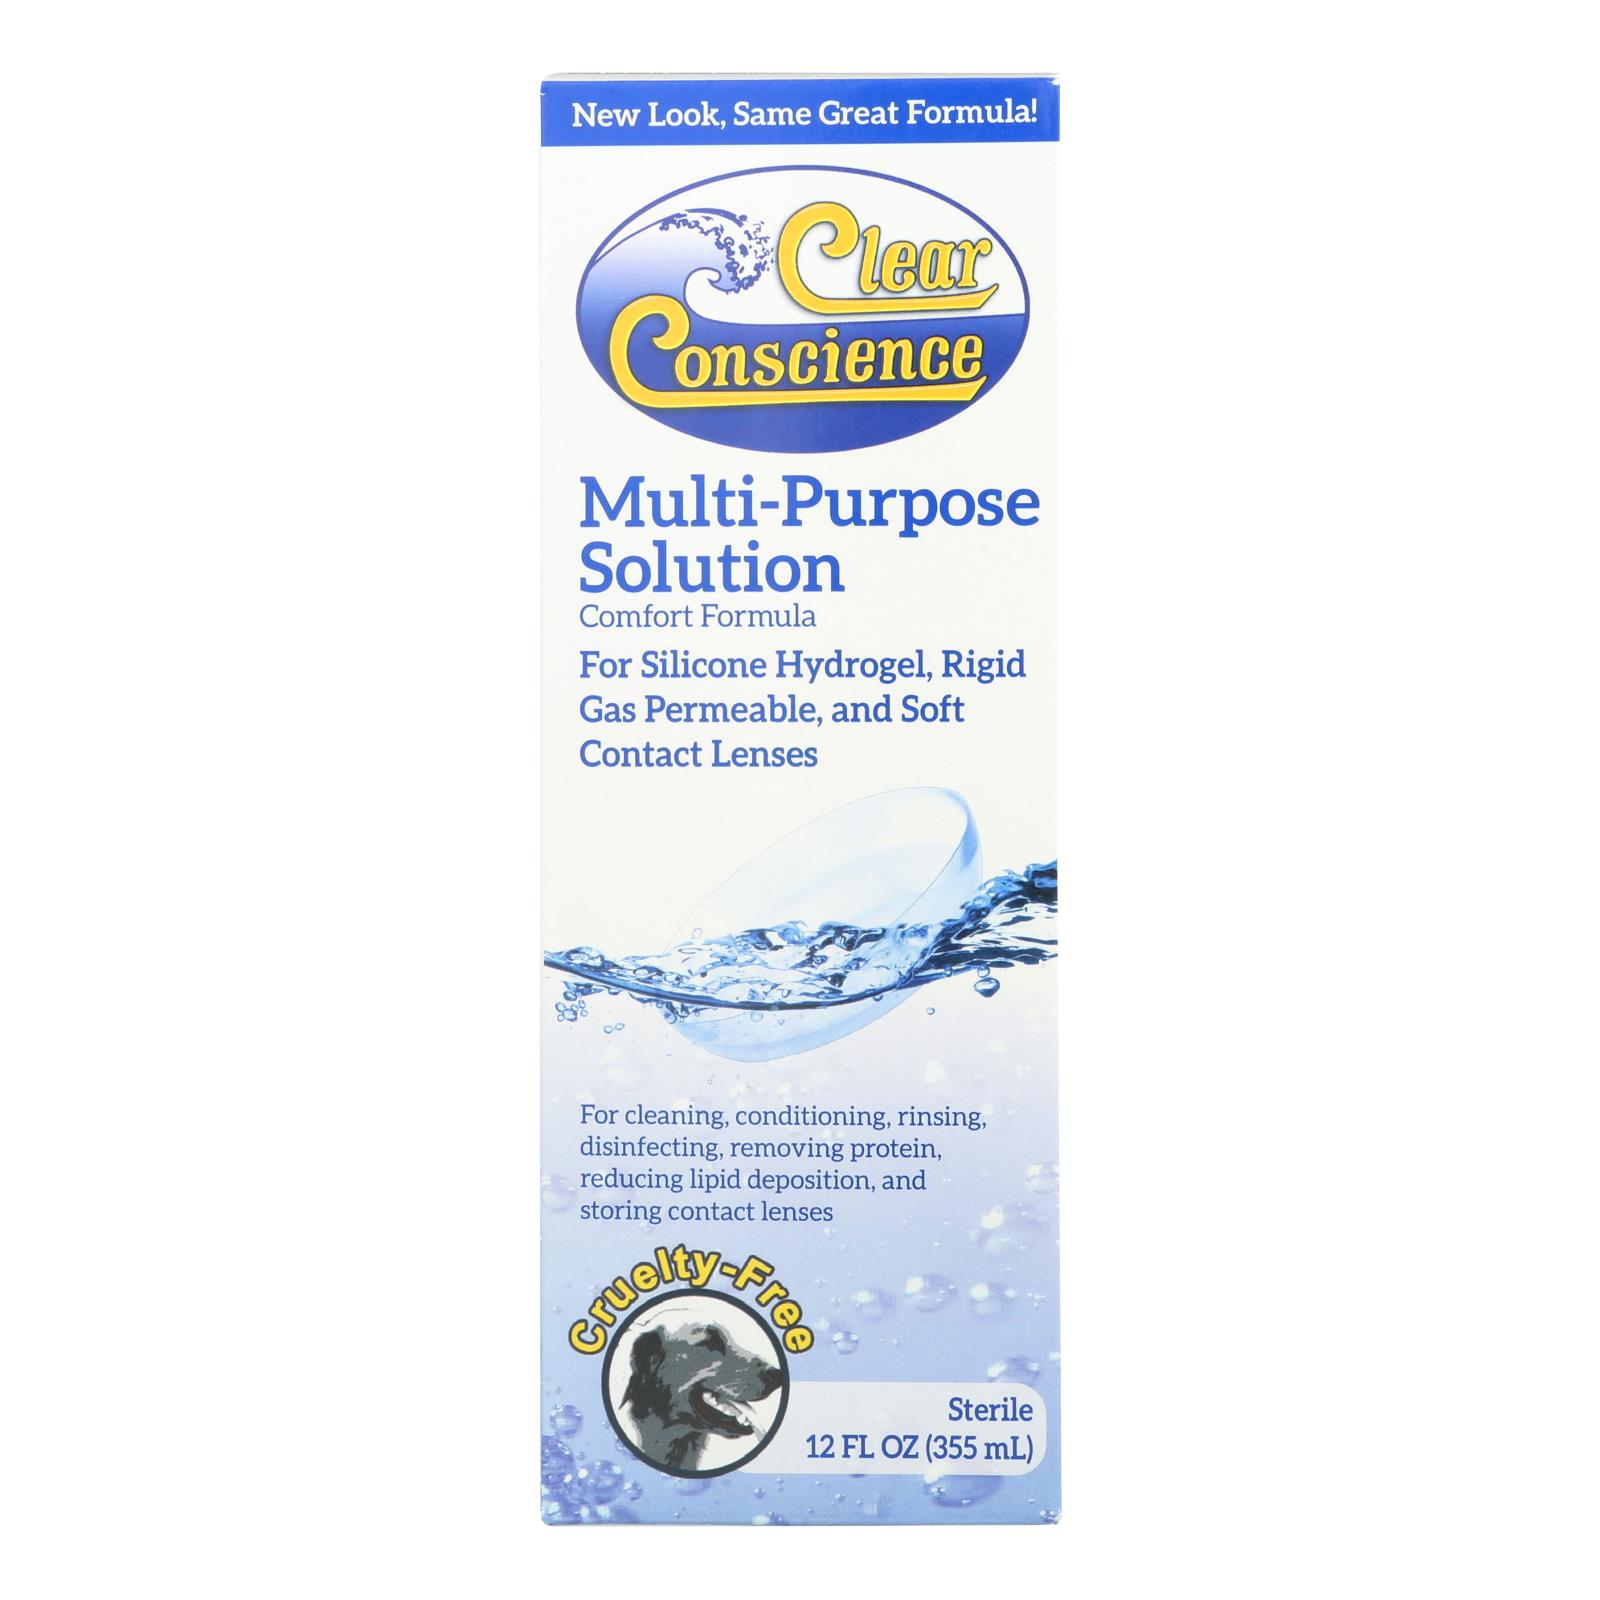 New Look, Same Great Formula!
Clear
Conscience
Multi-Purpose
Solution
Comfort Formula
For Silicone Hydrogel, Rigid
Gas Permeable, and Soft
Contact Lenses
For cleaning, conditioning, rinsing,
disinfecting, removing protein,
reducing lipid deposition, and
storing contact lenses
Cruelty-Free
Sterile
12 FL OZ (355 mL)